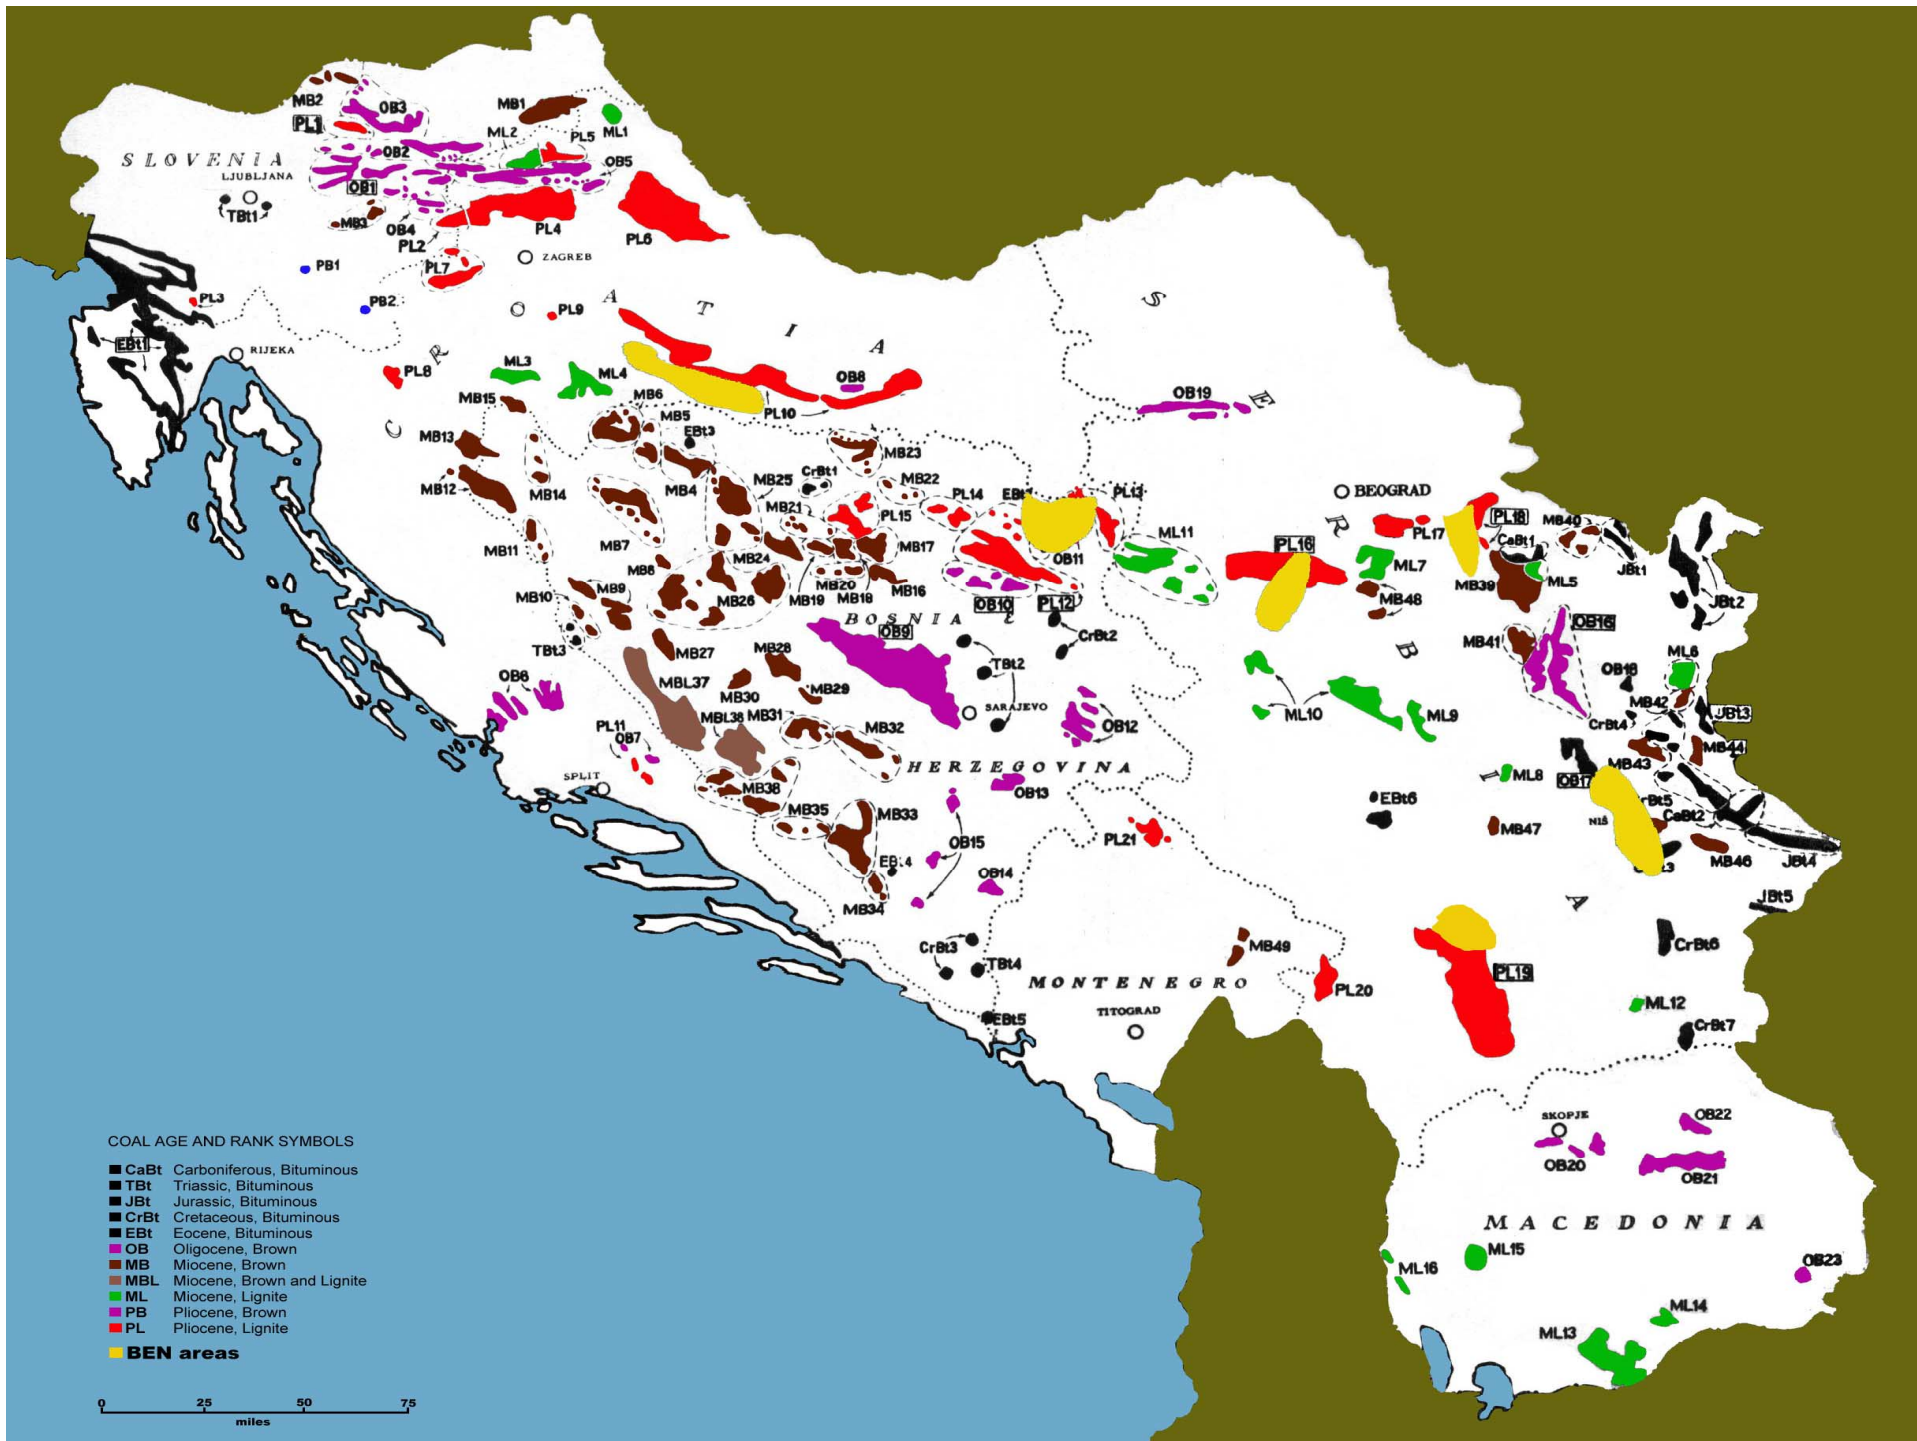 MB2
OB3
MB1
PL1
ML2
PL5
ML1
SLOVENIA
OB2
OB5
LJUBLJANA
OB1
TBt1
MB3
OB4
PL4
PL6
PL2
ZAGREB
PB1
PL7
PL3
PB2
PL9
CROATIA
EBt1
RIJEKA
ML3
PL8
ML4
OB8
MB15
MB6
PL10
OB19
MB5
EBt3
MB13
MB23
CrBt1
MB25
MB22
MB12
MB14
MB4
PL14
PL13
BEOGRAD
MB21
PL15
PL18
MB40
PL17
ML11
CaBt1
MB11
MB7
MB17
PL16
MB24
OB11
ML7
JBt1
MB8
MB39
ML5
MB10
MB9
MB26
MB20
MB19
MB18
MB16
OB10
PL12
MB48
JBt2
BOSNIA &
OB9
CrBt2
OB16
TBt3
MB27
MB28
TBt2
MB41
ML6
OB18
OB6
MBL37
MB30
MB29
SARAJEVO
MB42
MBL38
MB31
ML10
ML9
JBt3
PL11
OB7
MB32
OB12
CrBt4
MB44
HERZEGOVINA
MB43
SPLIT
ML8
OB17
MB38
OB13
EBt6
rBt5
MB35
MB33
CaBt2
NIŠ
MB47
OB15
PL21
JBt4
MB46
OB14
MB34
JBt5
SERBIA
CrBt3
MB49
CrBt6
TBt4
MONTENEGRO
PL19
PL20
TITOGRAD
EBt5
ML12
CrBt7
SKOPJE
OB22
OB20
OB21
MACEDONIA
ML15
ML16
OB23
ML14
ML13
COAL AGE AND RANK SYMBOLS
CaBt Carboniferous, Bituminous
TBt Triassic, Bituminous
JBt Jurassic, Bituminous
CrBt Cretaceous, Bituminous
EBt Eocene, Bituminous
OB Oligocene, Brown
MB Miocene, Brown
MBL Miocene, Brown and Lignite
ML Miocene, Lignite
PB Pliocene, Brown
PL Pliocene, Lignite
BEN areas
0 25 50 75
miles